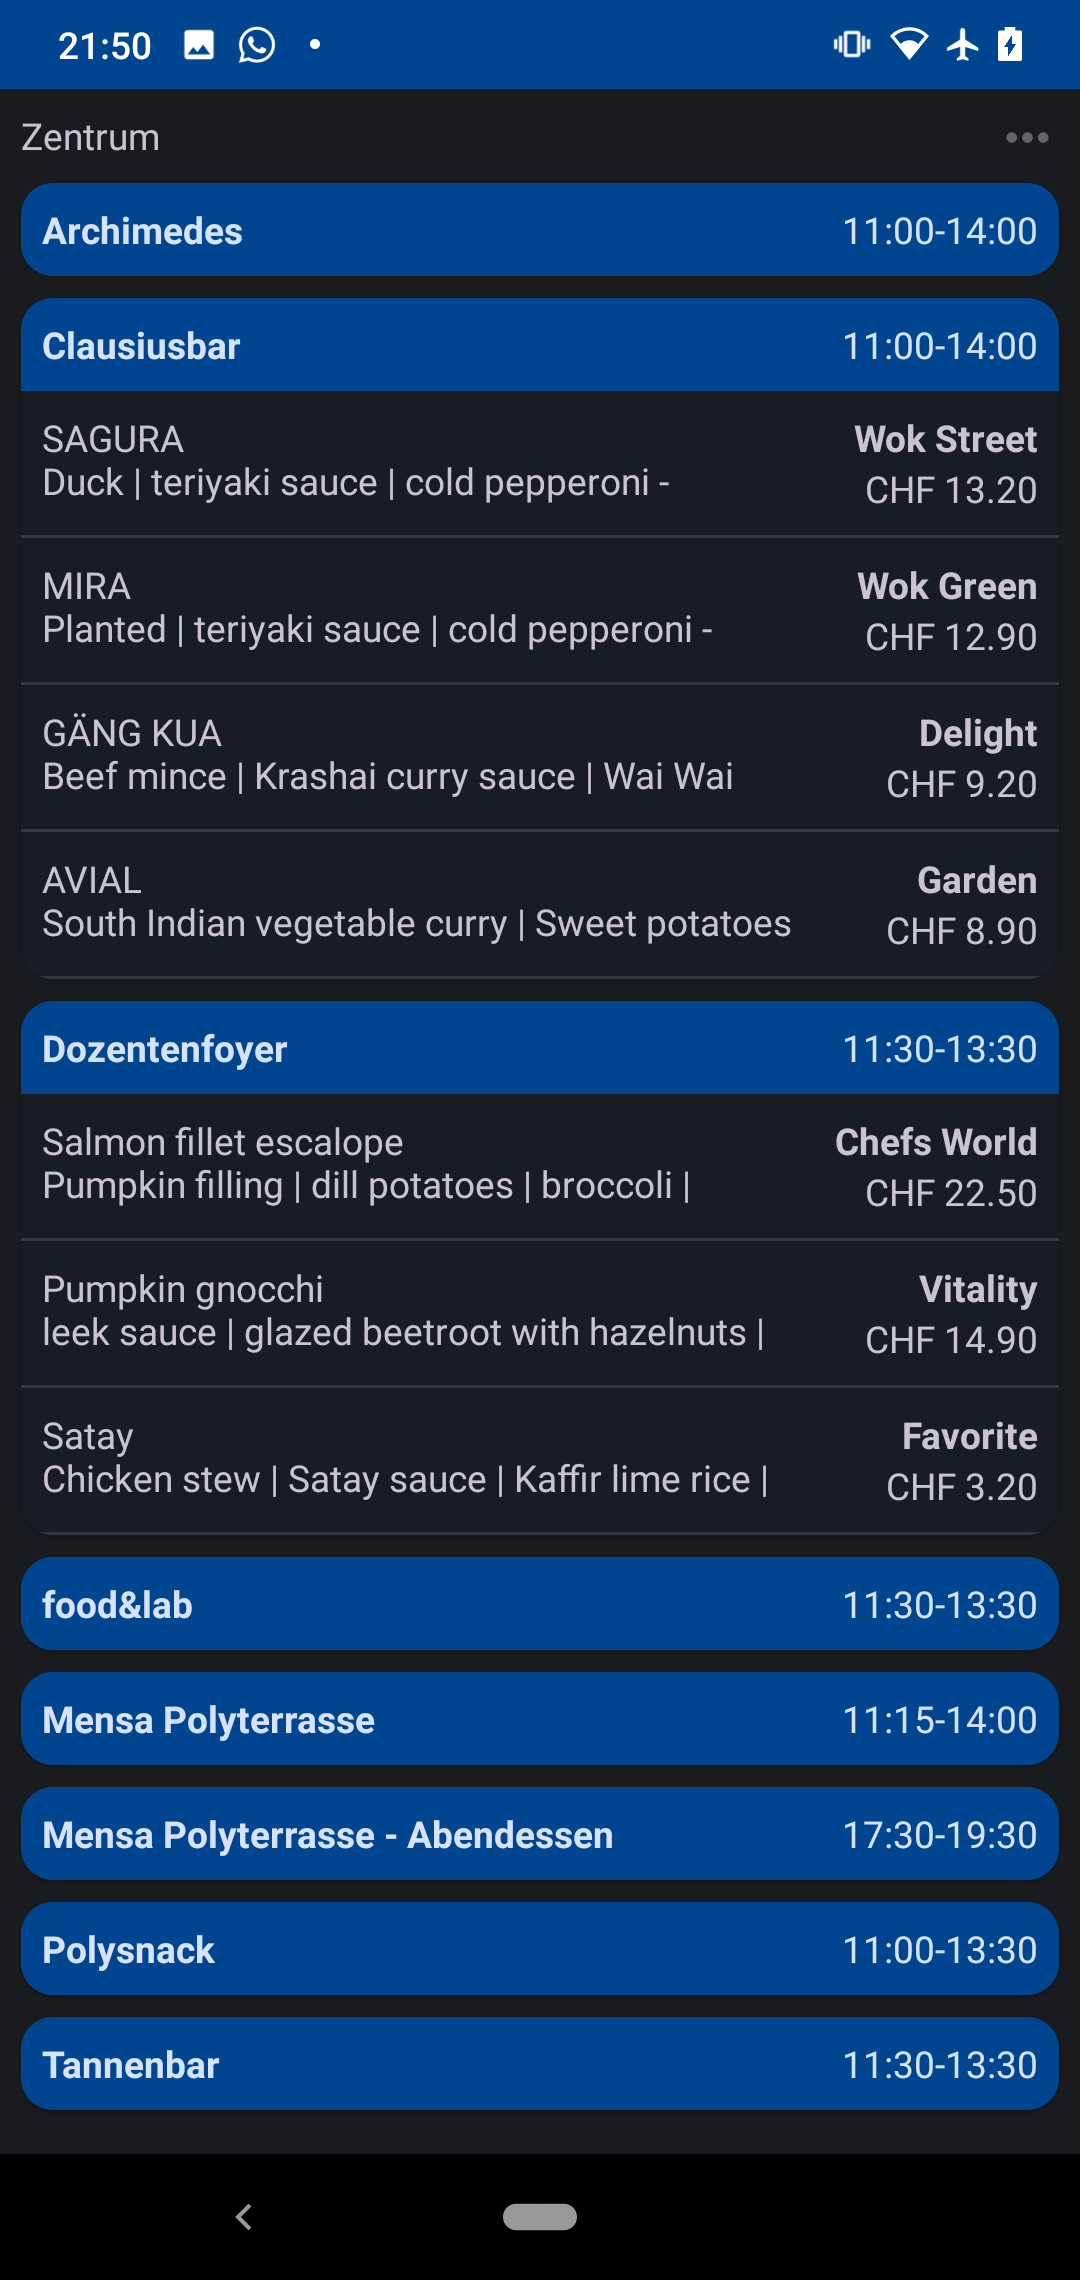 21:50
Zentrum
Archimedes 11:00-14:00
Clausiusbar 11:00-14:00
SAGURA Wok Street
Duck | teriyaki sauce | cold pepperoni - CHF 13.20
MIRA Wok Green
Planted | teriyaki sauce | cold pepperoni - CHF 12.90
GÄNG KUA Delight
Beef mince | Krashai curry sauce | Wai Wai CHF 9.20
AVIAL Garden
South Indian vegetable curry | Sweet potatoes CHF 8.90
Dozentenfoyer 11:30-13:30
Salmon fillet escalope Chefs World
Pumpkin filling | dill potatoes | broccoli | CHF 22.50
Pumpkin gnocchi Vitality
leek sauce | glazed beetroot with hazelnuts | CHF 14.90
Satay Favorite
Chicken stew | Satay sauce | Kaffir lime rice | CHF 3.20
food&lab 11:30-13:30
Mensa Polyterrasse 11:15-14:00
Mensa Polyterrasse - Abendessen 17:30-19:30
Polysnack 11:00-13:30
Tannenbar 11:30-13:30